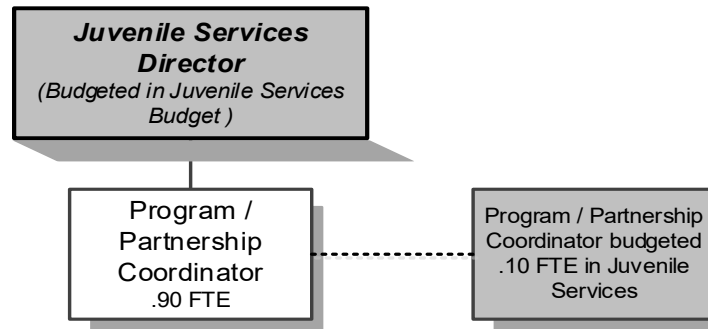 Juvenile Services
Director
(Budgeted in Juvenile Services
Budget )
Program /
Partnership
Coordinator
.90 FTE
Program / Partnership
Coordinator budgeted
.10 FTE in Juvenile
Services